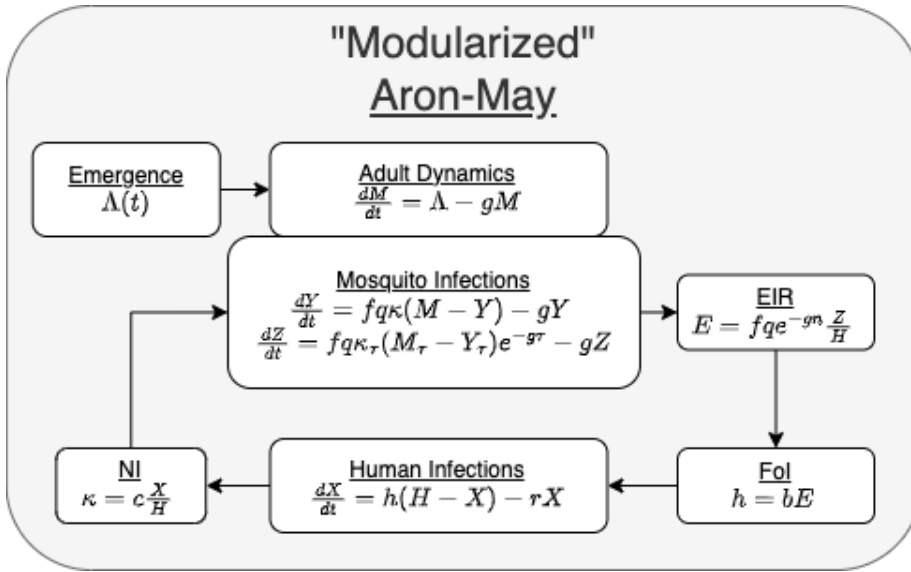 "Modularized"
Aron-May
Emergence
Λ(t)
Adult Dynamics
dM/dt = Λ − gM
Mosquito Infections
dY/dt = fqκ(M − Y) − gY
dZ/dt = fqκ_τ(M_τ − Y_τ)e^{−gτ} − gZ
EIR
E = fqe^{−gn} Z/H
NI
κ = c X/H
Human Infections
dX/dt = h(H − X) − rX
FoI
h = bE